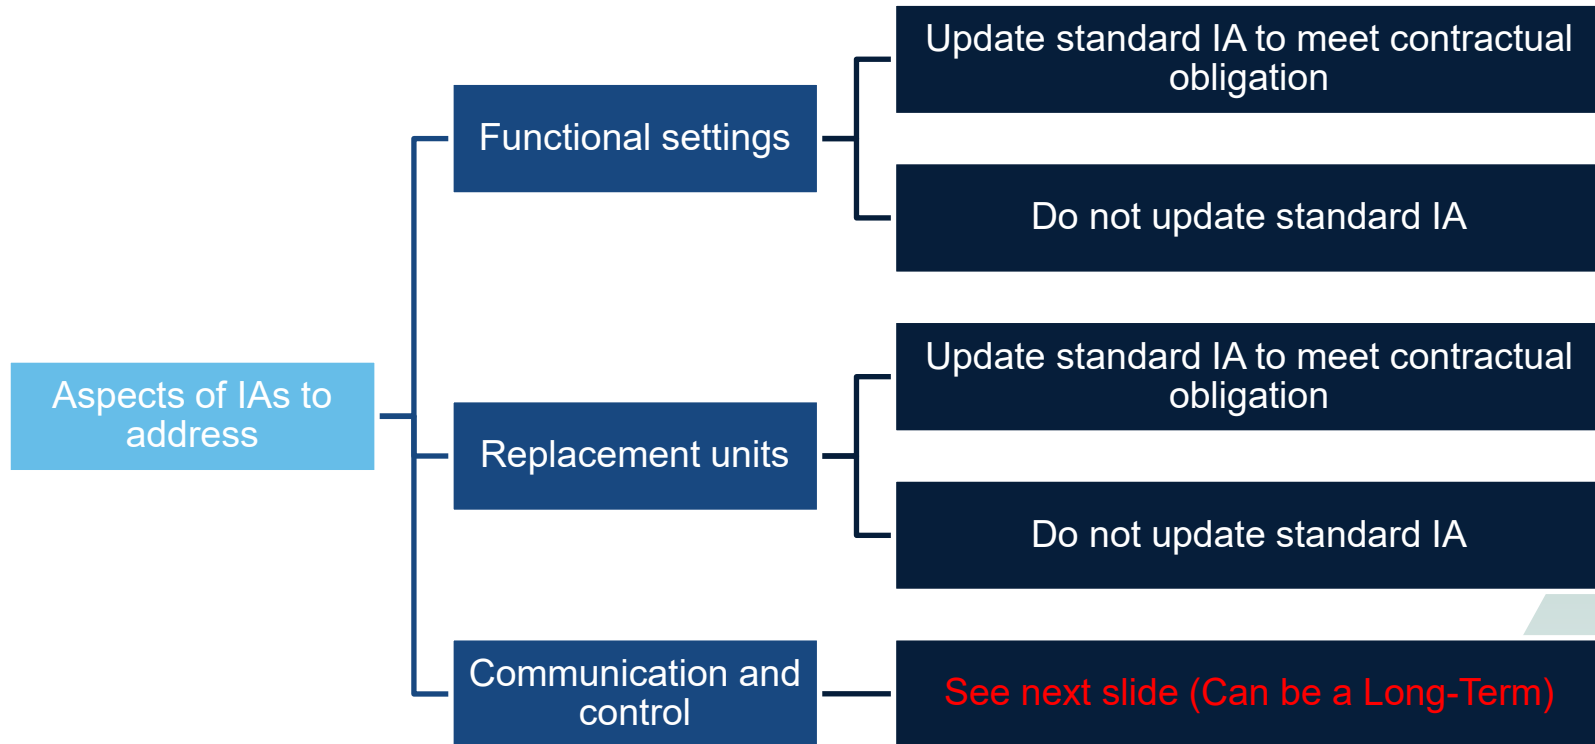 Aspects of IAs to
address
Functional settings
Update standard IA to meet contractual
obligation
Do not update standard IA
Replacement units
Update standard IA to meet contractual
obligation
Do not update standard IA
Communication and
control
See next slide (Can be a Long-Term)